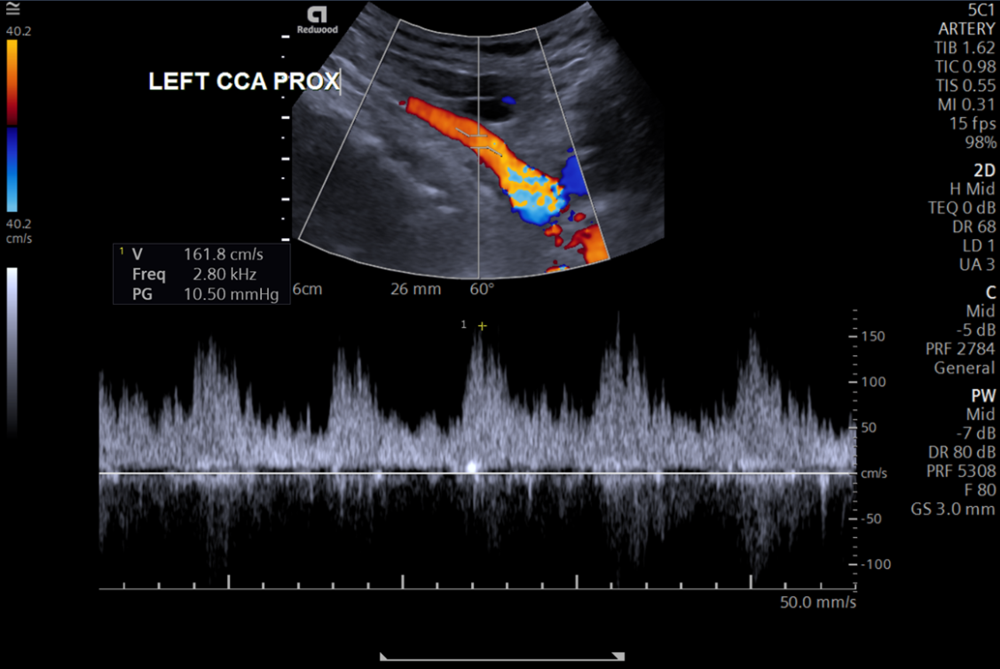 40.2
a
Redwood
LEFT CCA PROX
40.2
cm/s
1 V 161.8 cm/s
Freq 2.80 kHz
PG 10.50 mmHg
6cm 26 mm 60°
1
150
100
50
cm/s
-50
-100
50.0 mm/s
5C1
ARTERY
TIB 1.62
TIC 0.98
TIS 0.55
MI 0.31
15 fps
98%
2D
H Mid
TEQ 0 dB
DR 68
LD 1
UA 3
C
Mid
-5 dB
PRF 2784
General
PW
Mid
-7 dB
DR 80 dB
PRF 5308
F 80
GS 3.0 mm